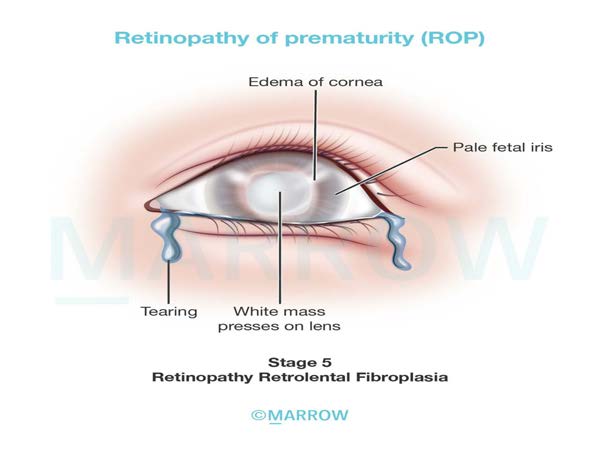 Retinopathy of prematurity (ROP)
Edema of cornea
Pale fetal iris
MARROW
Tearing
White mass
presses on lens
Stage 5
Retinopathy Retrolental Fibroplasia
©MARROW